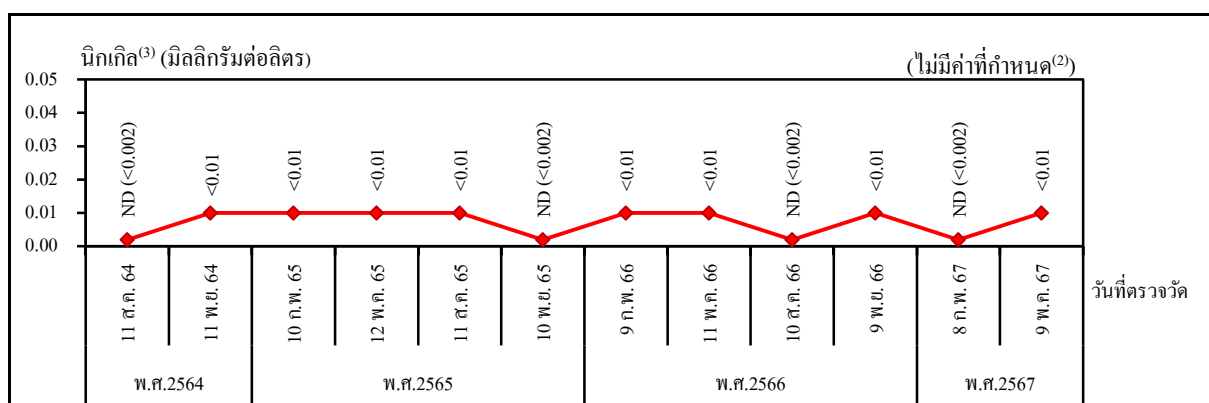 นิกเกิล⁽³⁾ (มิลลิกรัมต่อลิตร)
(ไม่มีค่าที่กำหนด⁽²⁾)
0.05
0.04
0.03
0.02
0.01
0.00
ND (<0.002)
<0.01
<0.01
<0.01
<0.01
ND (<0.002)
<0.01
<0.01
ND (<0.002)
<0.01
ND (<0.002)
<0.01
11 ส.ค. 64
11 พ.ย. 64
10 ก.พ. 65
12 พ.ค. 65
11 ส.ค. 65
10 พ.ย. 65
9 ก.พ. 66
11 พ.ค. 66
10 ส.ค. 66
9 พ.ย. 66
8 ก.พ. 67
9 พ.ค. 67
วันที่ตรวจวัด
พ.ศ.2564
พ.ศ.2565
พ.ศ.2566
พ.ศ.2567